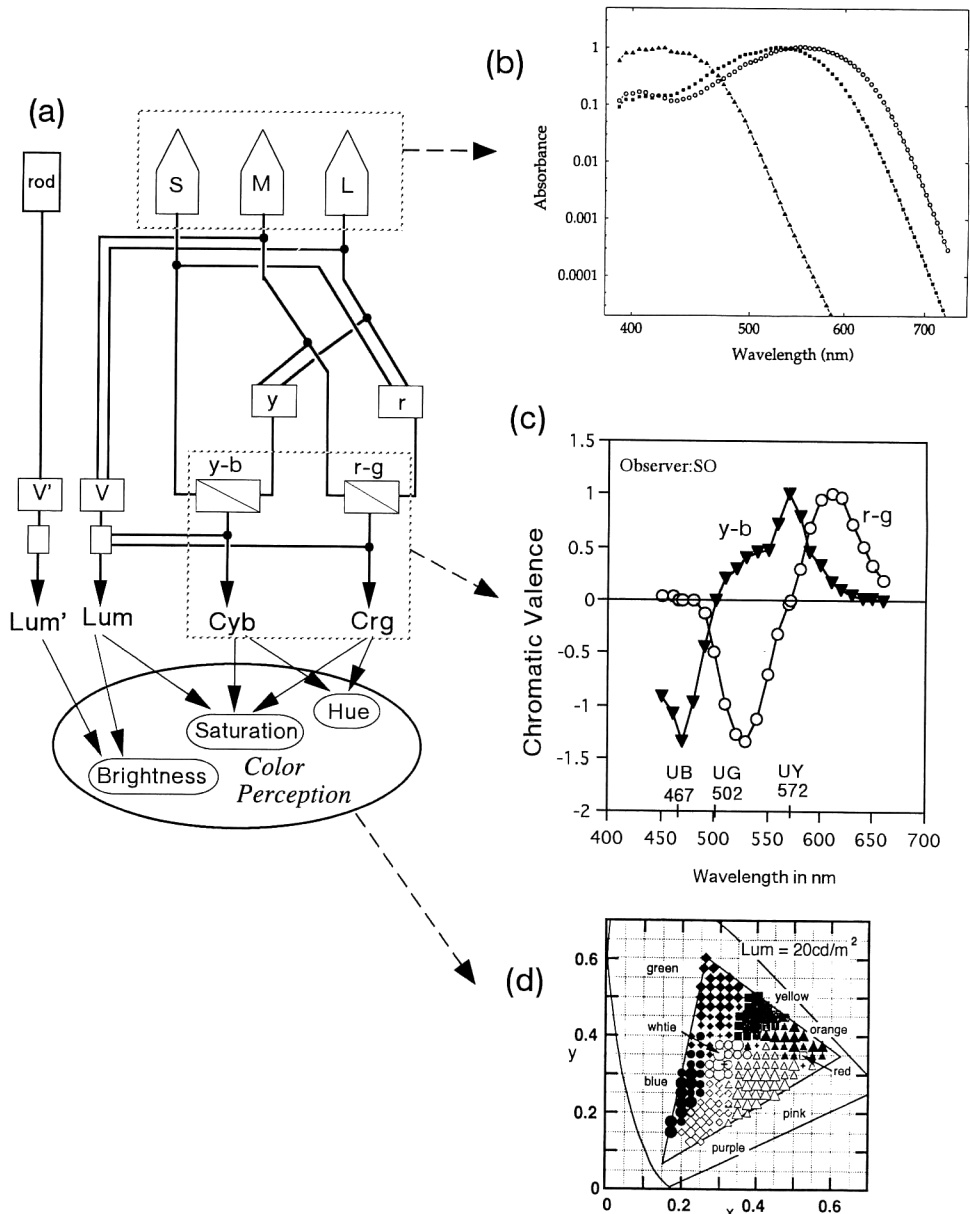 (a)
rod
S
M
L
y
r
y-b
r-g
V'
V
Lum'
Lum
Cyb
Crg
Hue
Saturation
Brightness
Color
Perception
(b)
Absorbance
1
0.1
0.01
0.001
0.0001
400
500
600
700
Wavelength (nm)
(c)
Observer:SO
y-b
r-g
Chromatic Valence
1.5
1
0.5
0
-0.5
-1
-1.5
-2
UB
467
UG
502
UY
572
400 450 500 550 600 650 700
Wavelength in nm
(d)
Lum = 20cd/m²
green
yellow
whtie
orange
red
blue
pink
purple
y
0.6
0.4
0.2
0
0 0.2 0.4 0.6
x